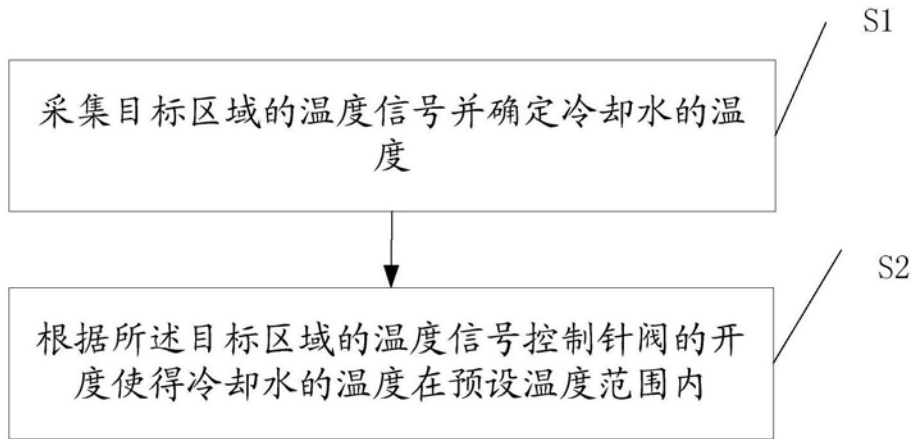 S1
采集目标区域的温度信号并确定冷却水的温
度
S2
根据所述目标区域的温度信号控制针阀的开
度使得冷却水的温度在预设温度范围内